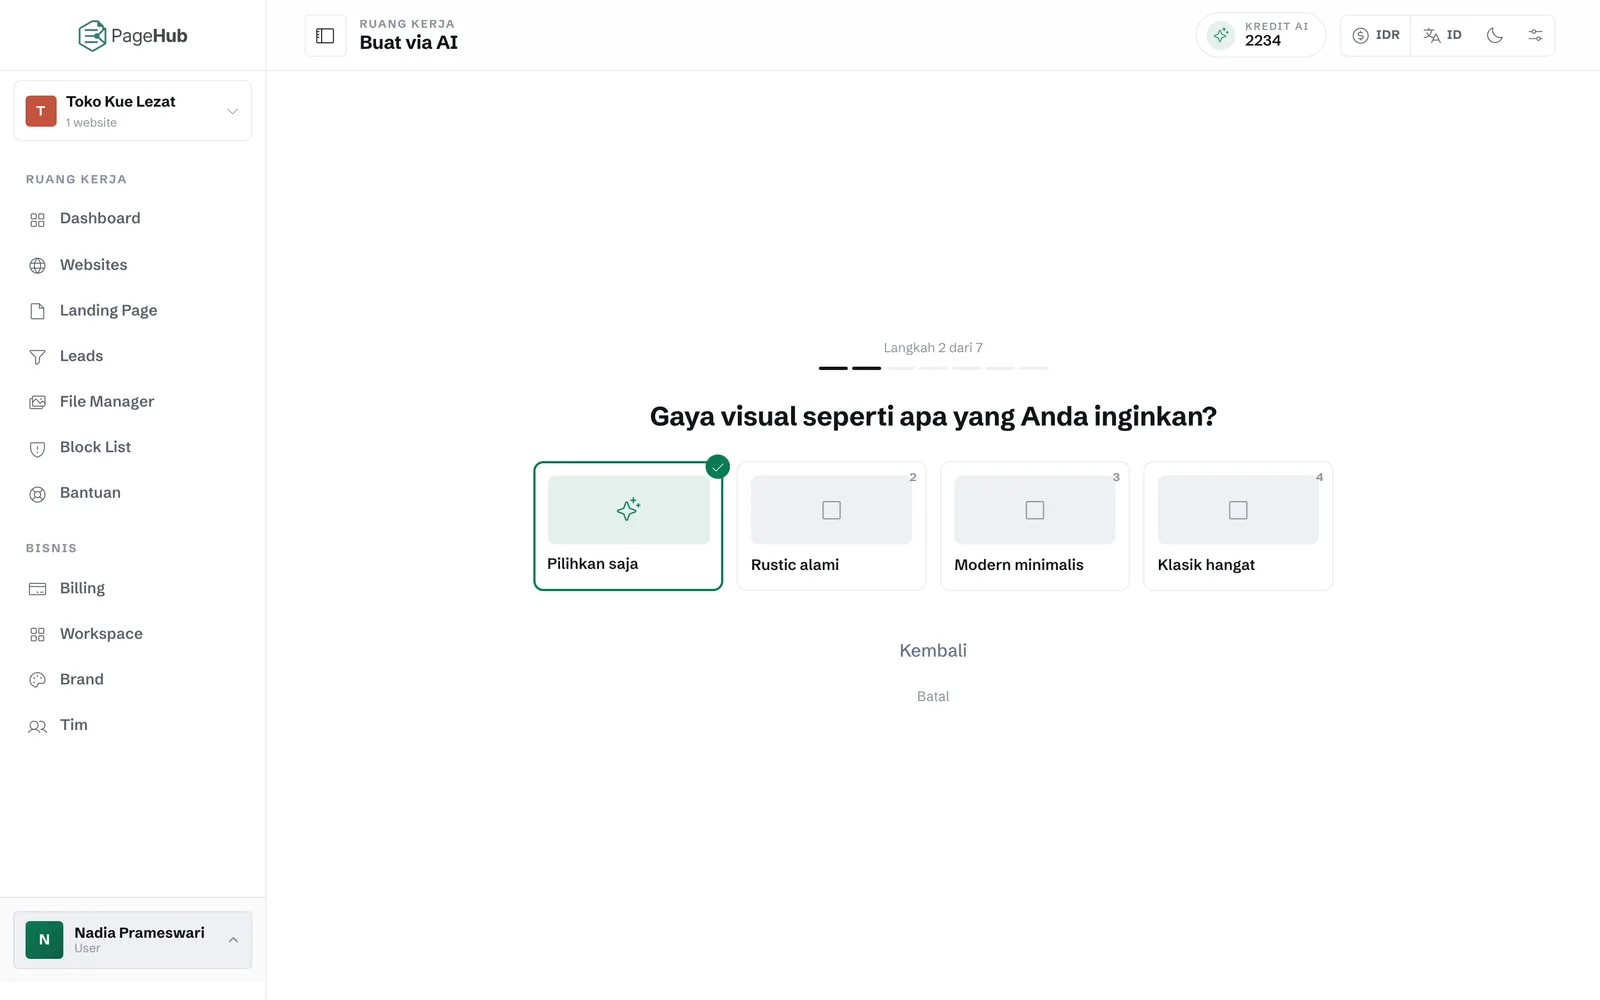 PageHub
RUANG KERJA
Buat via AI
KREDIT AI
2234
IDR
ID
T
Toko Kue Lezat
1 website
RUANG KERJA
Dashboard
Websites
Landing Page
Leads
File Manager
Block List
Bantuan
BISNIS
Billing
Workspace
Brand
Tim
N
Nadia Prameswari
User
Langkah 2 dari 7
Gaya visual seperti apa yang Anda inginkan?
Pilihkan saja
2
Rustic alami
3
Modern minimalis
4
Klasik hangat
Kembali
Batal